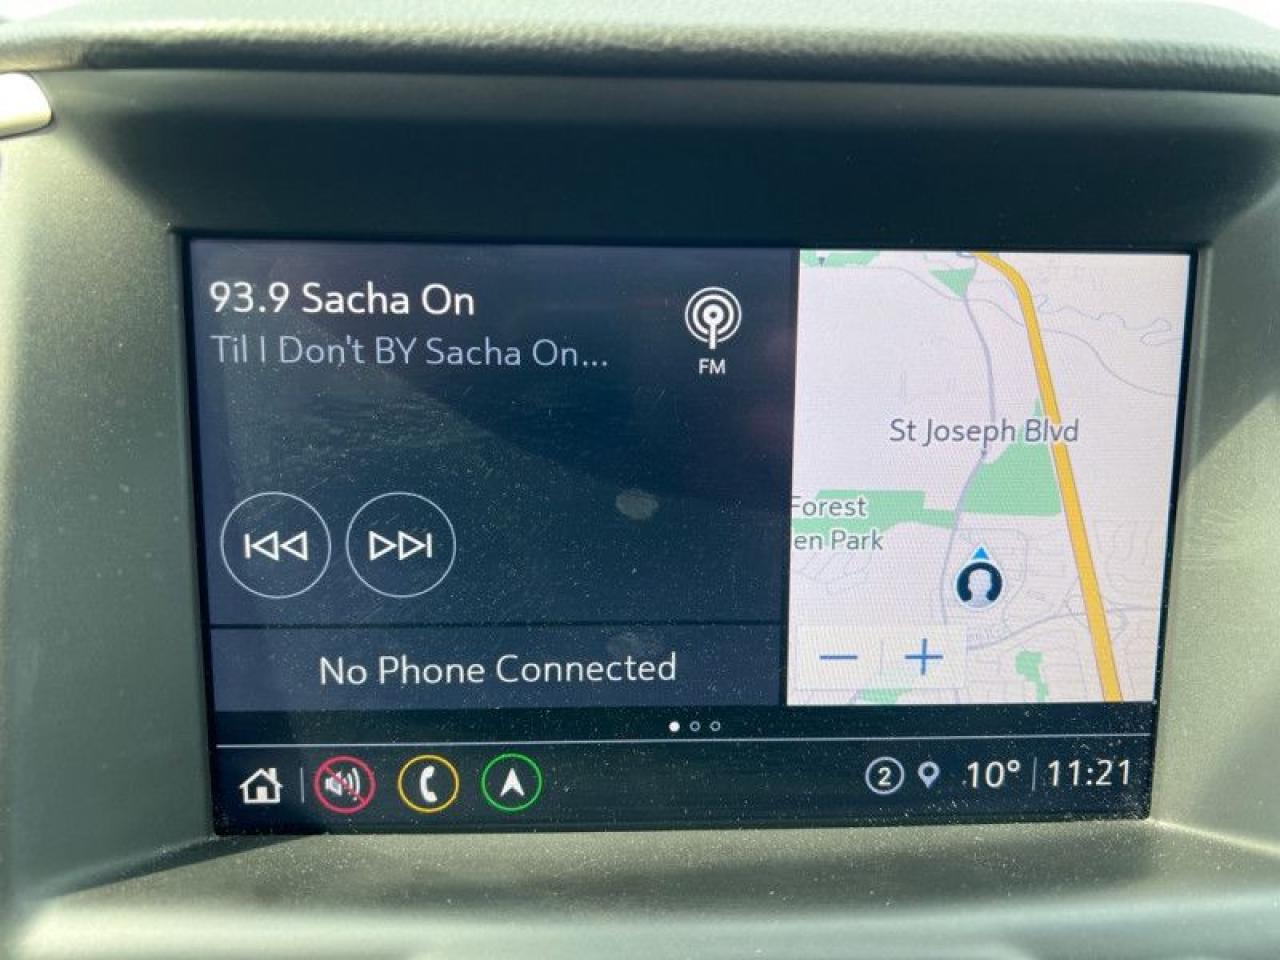 93.9 Sacha On
Til I Don't BY Sacha On...
FM
No Phone Connected
St Joseph Blvd
Forest
en Park
2
10°
11:21